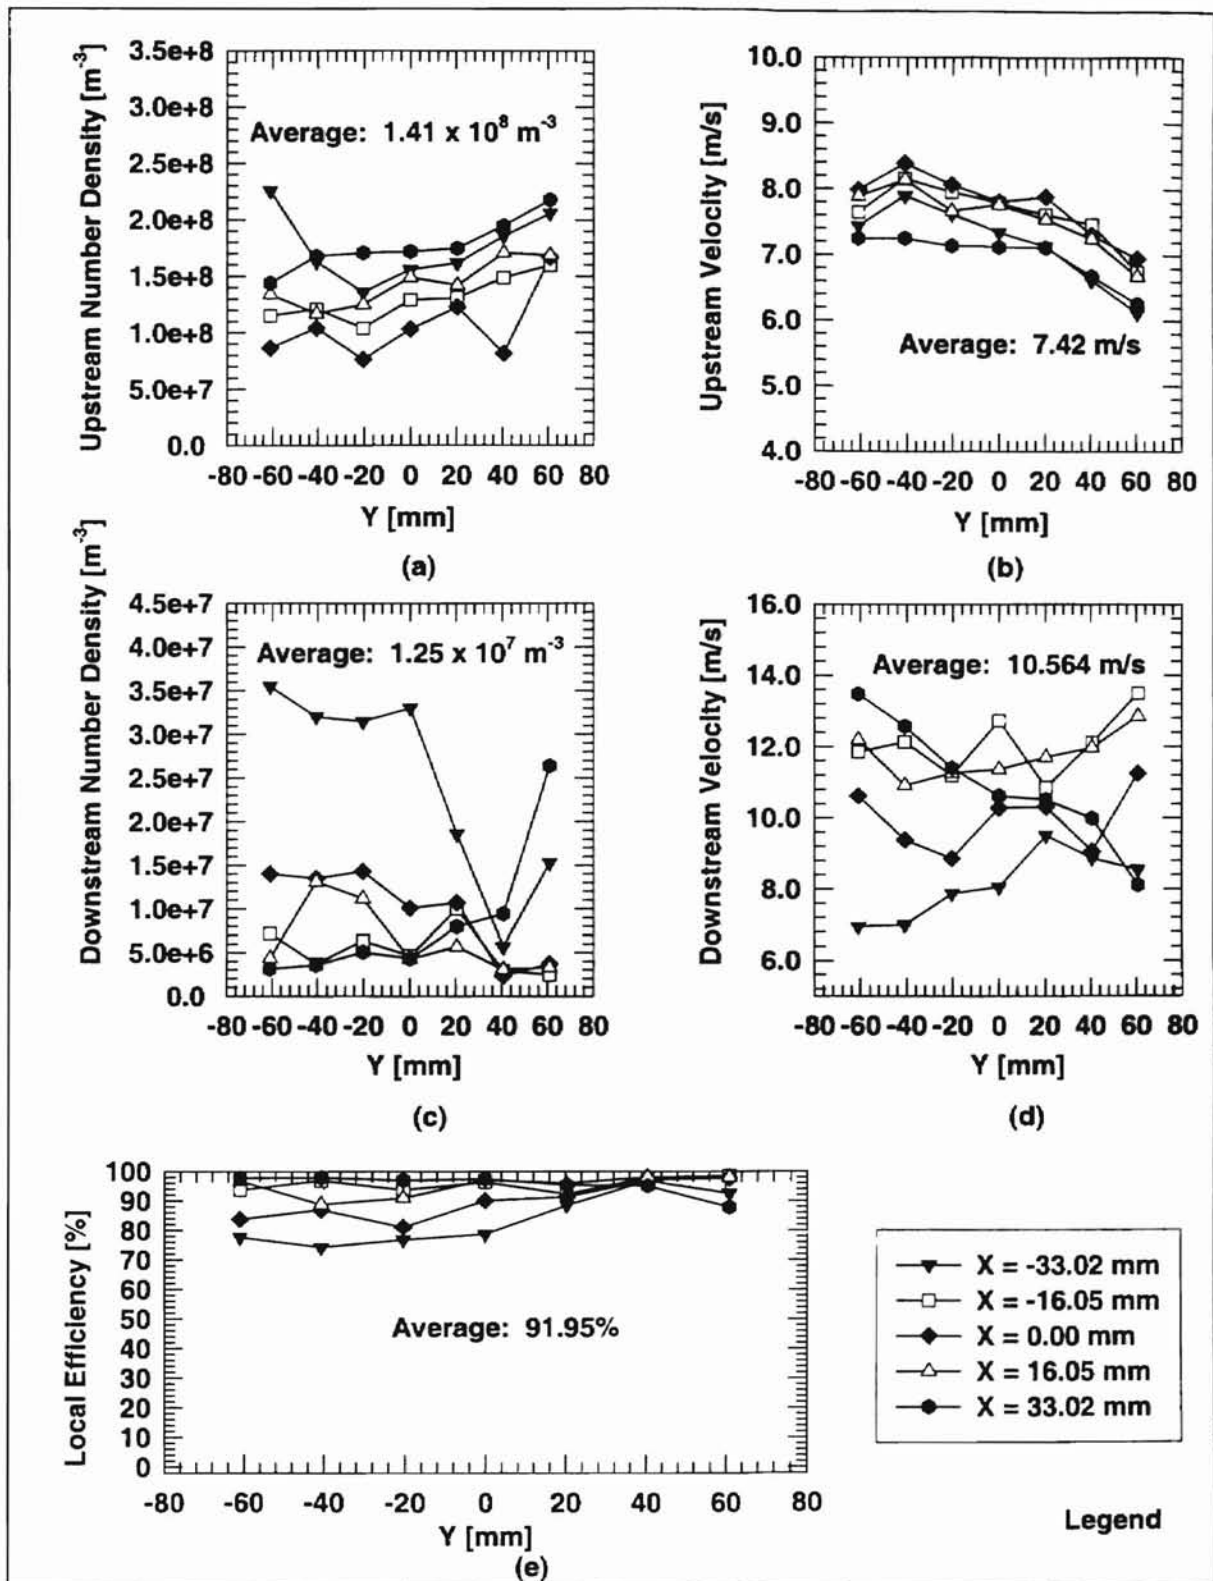 Upstream Number Density [m-3]
3.5e+8
3.0e+8
2.5e+8
2.0e+8
1.5e+8
1.0e+8
5.0e+7
0.0
Average: 1.41 x 10^8 m^-3
-80 -60 -40 -20 0 20 40 60 80
Y [mm]
(a)
Upstream Velocity [m/s]
10.0
9.0
8.0
7.0
6.0
5.0
4.0
Average: 7.42 m/s
-80 -60 -40 -20 0 20 40 60 80
Y [mm]
(b)
Downstream Number Density [m-3]
4.5e+7
4.0e+7
3.5e+7
3.0e+7
2.5e+7
2.0e+7
1.5e+7
1.0e+7
5.0e+6
0.0
Average: 1.25 x 10^7 m^-3
-80 -60 -40 -20 0 20 40 60 80
Y [mm]
(c)
Downstream Velocity [m/s]
16.0
14.0
12.0
10.0
8.0
6.0
Average: 10.564 m/s
-80 -60 -40 -20 0 20 40 60 80
Y [mm]
(d)
Local Efficiency [%]
100
90
80
70
60
50
40
30
20
10
0
Average: 91.95%
-80 -60 -40 -20 0 20 40 60 80
Y [mm]
(e)
X = -33.02 mm
X = -16.05 mm
X = 0.00 mm
X = 16.05 mm
X = 33.02 mm
Legend